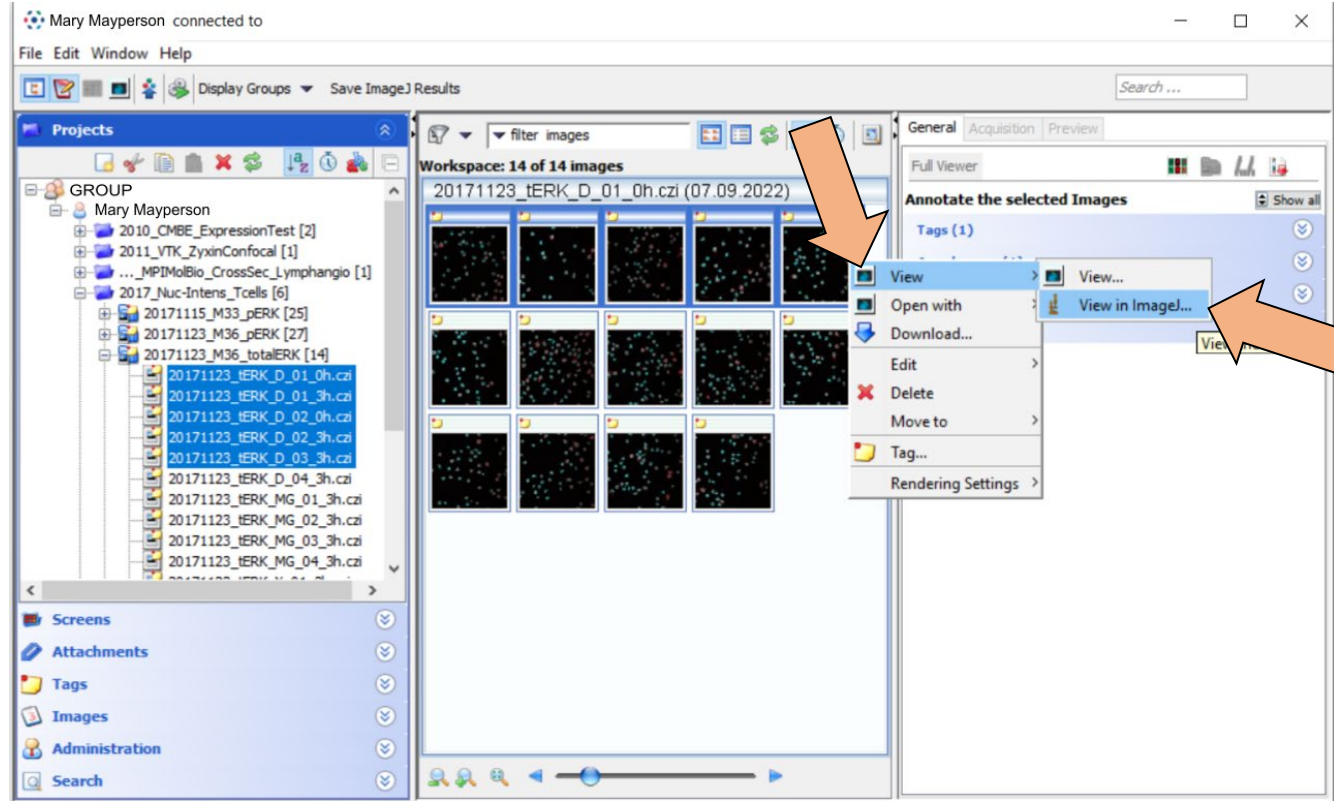 Mary Mayperson connected to
File Edit Window Help
Display Groups Save ImageJ Results
Search ...
Projects
GROUP
Mary Mayperson
2010_CMBE_ExpressionTest [2]
2011_VTK_ZyxinConfocal [1]
..._MPIMolBio_CrossSec_Lymphangio [1]
2017_Nuc-Intens_Tcells [6]
20171115_M33_pERK [25]
20171123_M36_pERK [27]
20171123_M36_totalERK [14]
20171123_tERK_D_01_0h.czi
20171123_tERK_D_01_3h.czi
20171123_tERK_D_02_0h.czi
20171123_tERK_D_02_3h.czi
20171123_tERK_D_03_3h.czi
20171123_tERK_D_04_3h.czi
20171123_tERK_MG_01_3h.czi
20171123_tERK_MG_02_3h.czi
20171123_tERK_MG_03_3h.czi
20171123_tERK_MG_04_3h.czi
Screens
Attachments
Tags
Images
Administration
Search
filter images
Workspace: 14 of 14 images
20171123_tERK_D_01_0h.czi (07.09.2022)
View
Open with
Download...
Edit
Delete
Move to
Tag...
Rendering Settings
View...
View in ImageJ...
General Acquisition Preview
Full Viewer
Annotate the selected Images Show all
Tags (1)